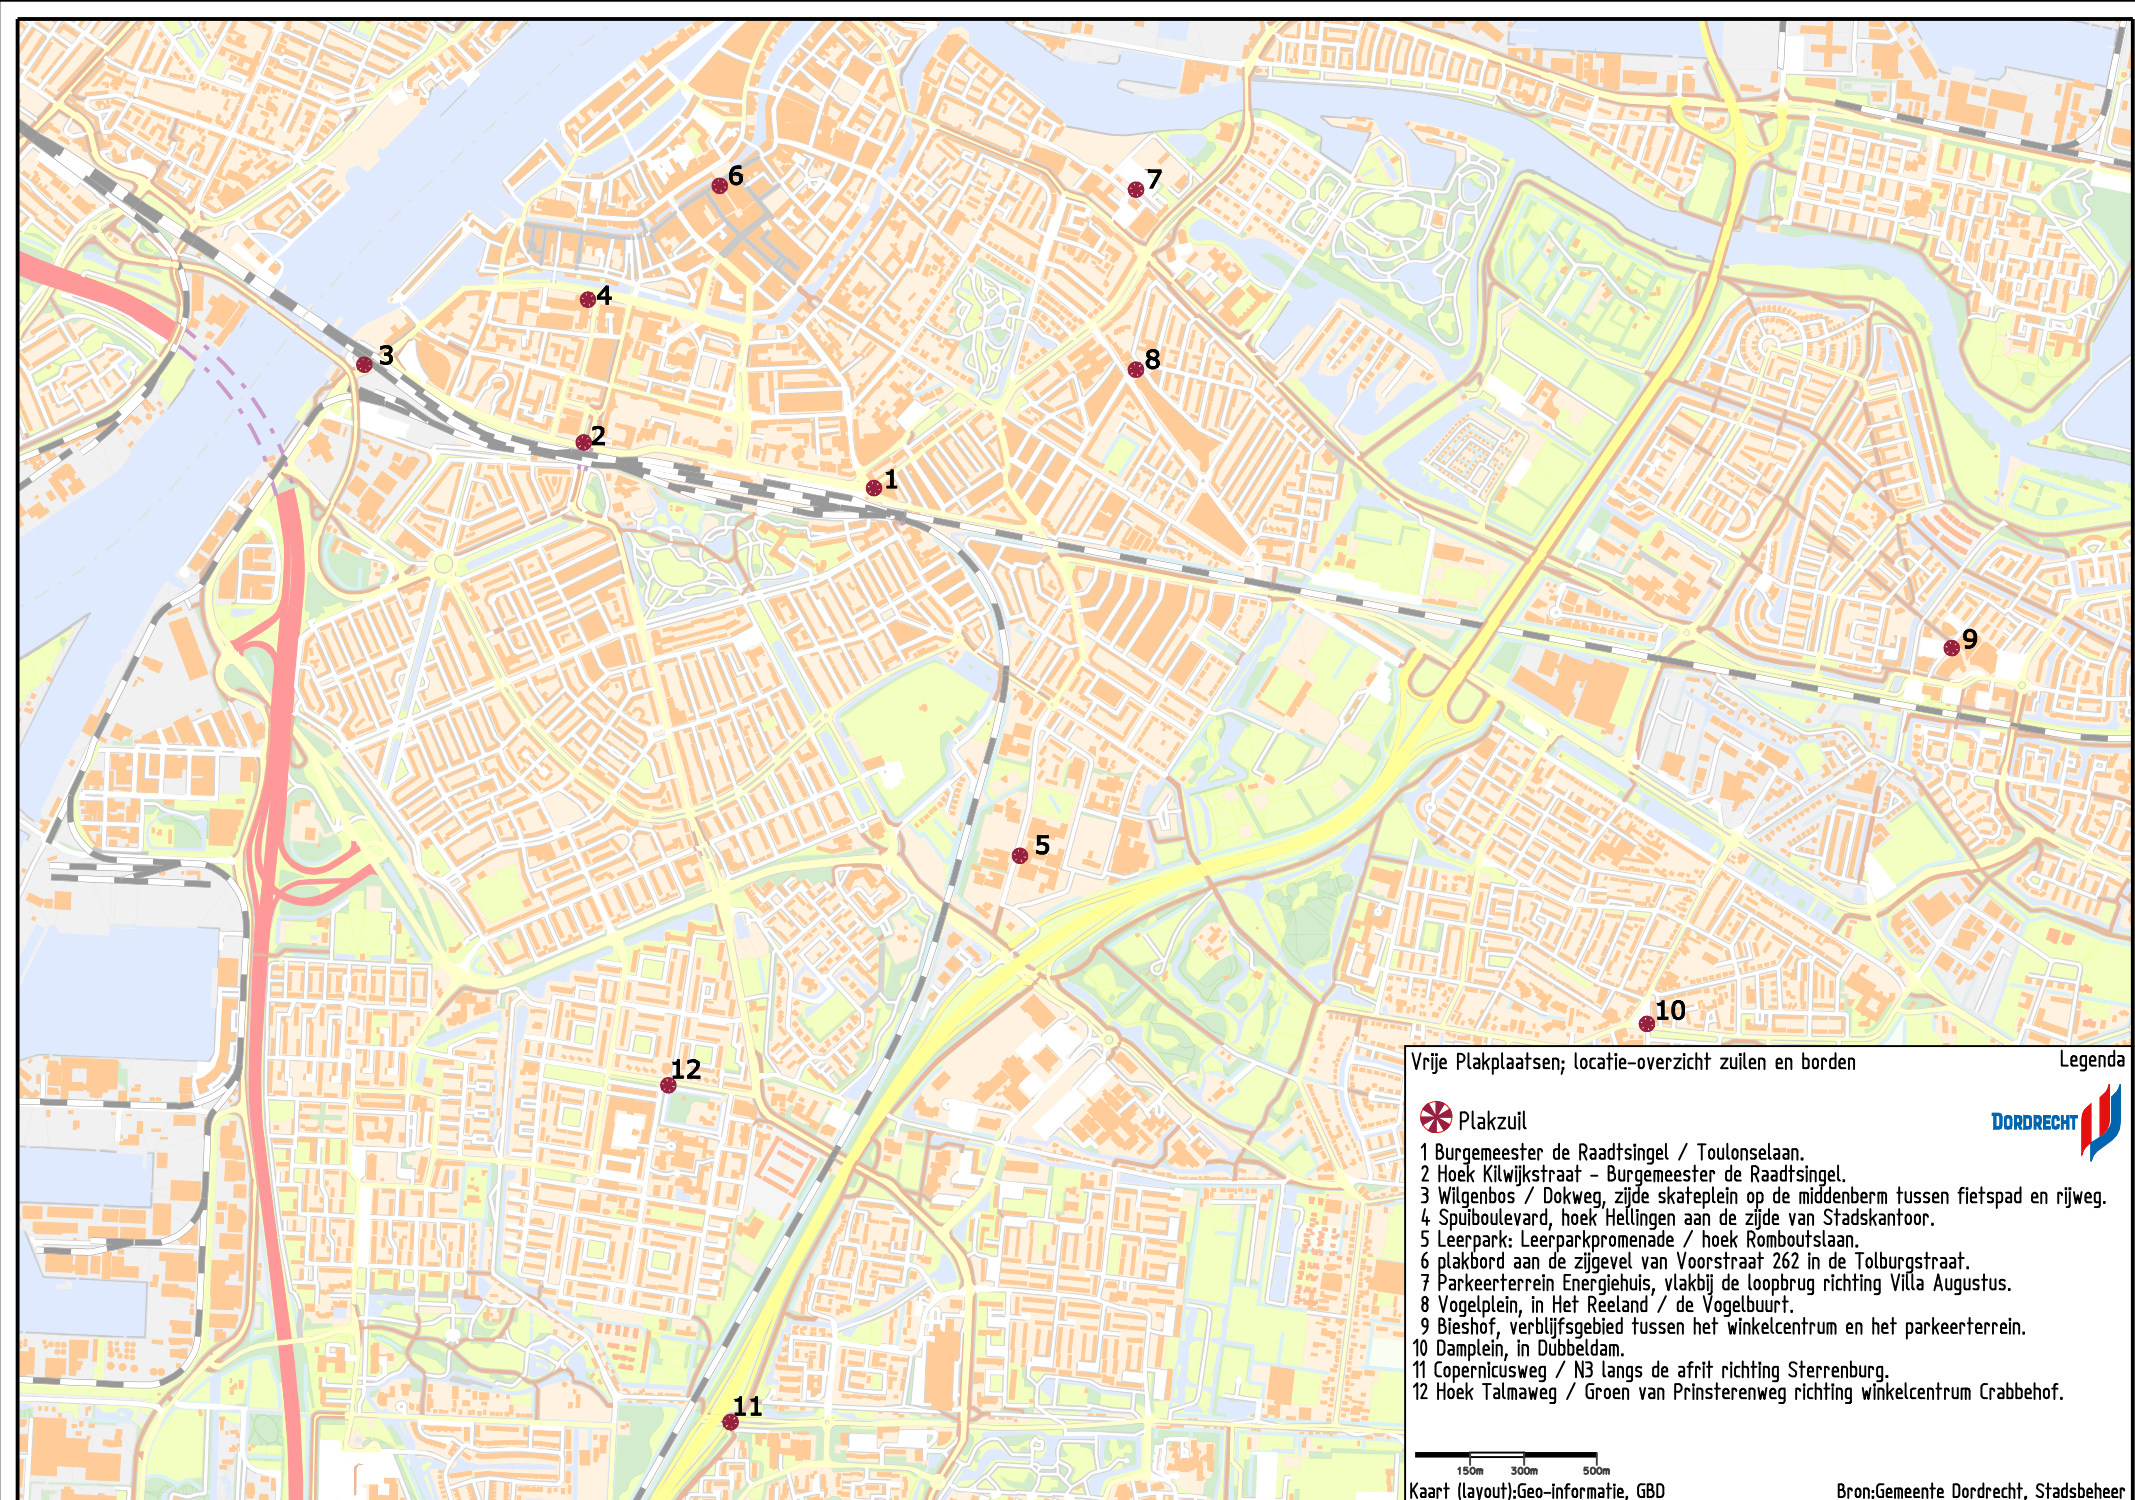 6
7
4
3
8
2
1
9
5
10
12
11
Vrije Plakplaatsen; locatie-overzicht zuilen en borden
Legenda
Plakzuil
DORDRECHT
1 Burgemeester de Raadtsingel / Toulonselaan.
2 Hoek Kilwijkstraat - Burgemeester de Raadtsingel.
3 Wilgenbos / Dokweg, zijde skateplein op de middenberm tussen fietspad en rijweg.
4 Spuiboulevard, hoek Hellingen aan de zijde van Stadskantoor.
5 Leerpark: Leerparkpromenade / hoek Romboutslaan.
6 plakbord aan de zijgevel van Voorstraat 262 in de Tolburgstraat.
7 Parkeerterrein Energiehuis, vlakbij de loopbrug richting Villa Augustus.
8 Vogelplein, in Het Reeland / de Vogelbuurt.
9 Bieshof, verblijfsgebied tussen het winkelcentrum en het parkeerterrein.
10 Damplein, in Dubbeldam.
11 Copernicusweg / N3 langs de afrit richting Sterrenburg.
12 Hoek Talmaweg / Groen van Prinsterenweg richting winkelcentrum Crabbehof.
150m 300m 500m
Kaart (layout):Geo-informatie, GBD
Bron:Gemeente Dordrecht, Stadsbeheer